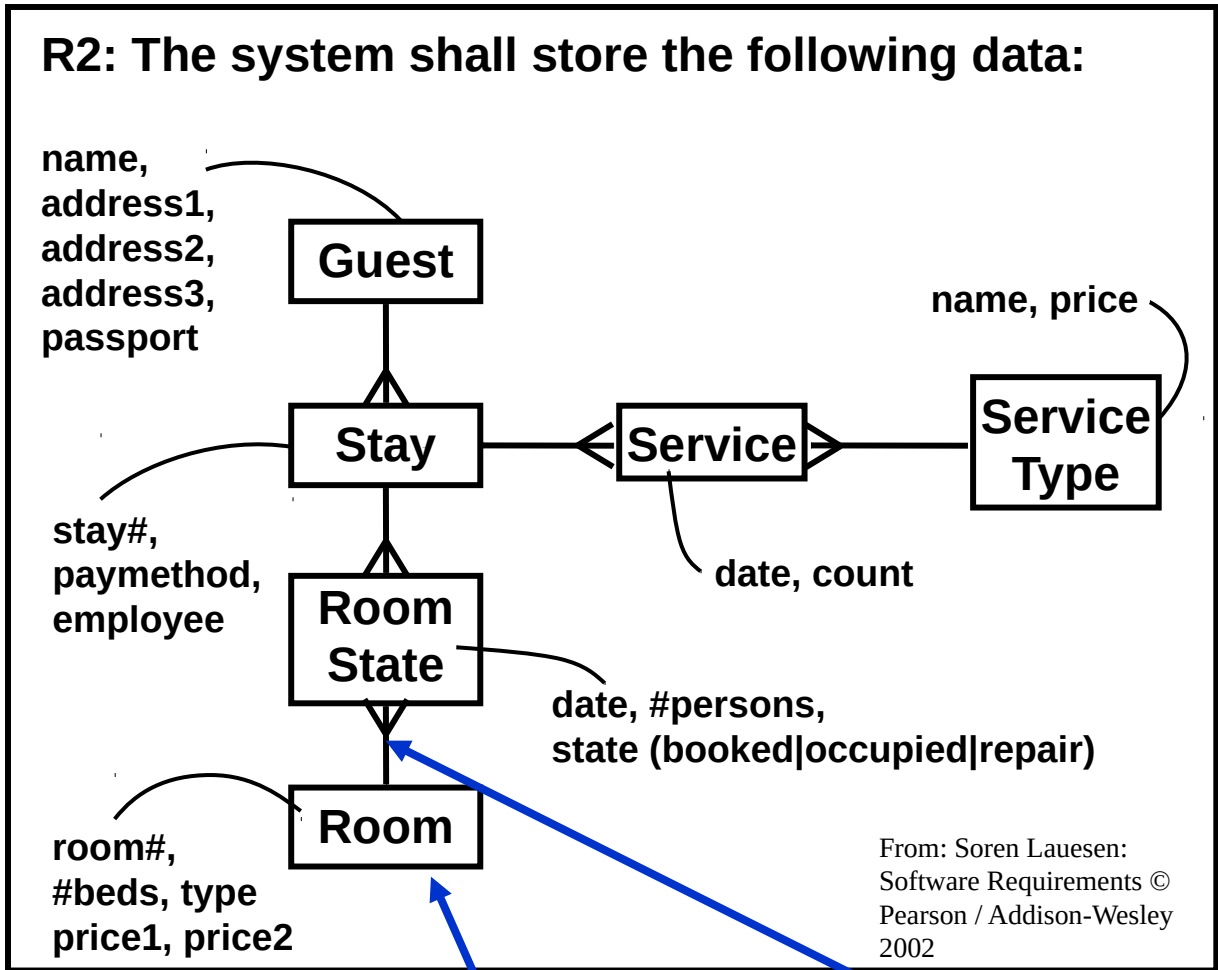 R2: The system shall store the following data:
name,
address1,
address2,
address3,
passport
Guest
name, price
Stay
Service
Service
Type
stay#,
paymethod,
employee
date, count
Room
State
date, #persons,
state (booked|occupied|repair)
Room
room#,
#beds, type
price1, price2
From: Soren Lauesen:
Software Requirements ©
Pearson / Addison-Wesley
2002